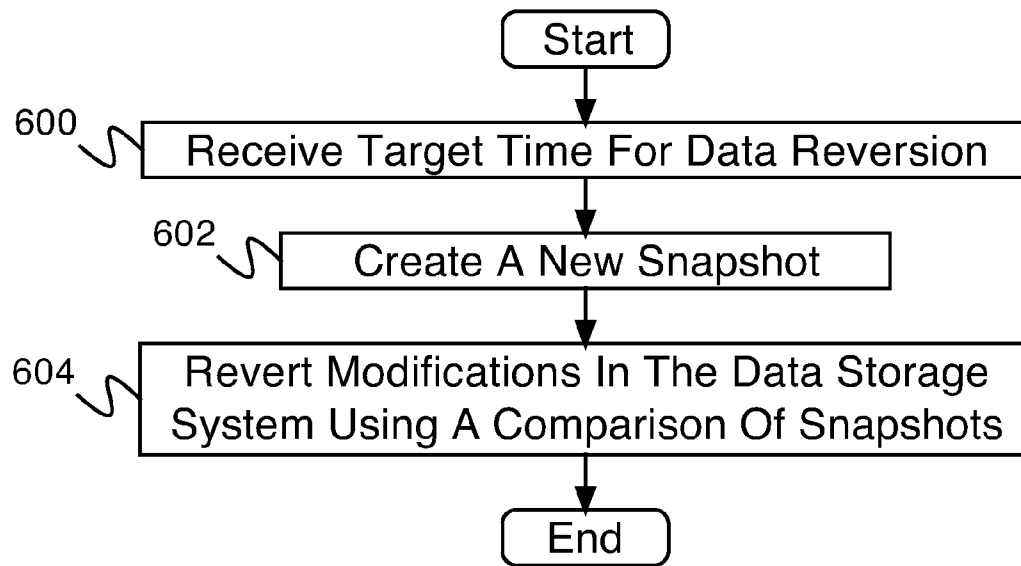 Start
600
Receive Target Time For Data Reversion
602
Create A New Snapshot
604
Revert Modifications In The Data Storage
System Using A Comparison Of Snapshots
End